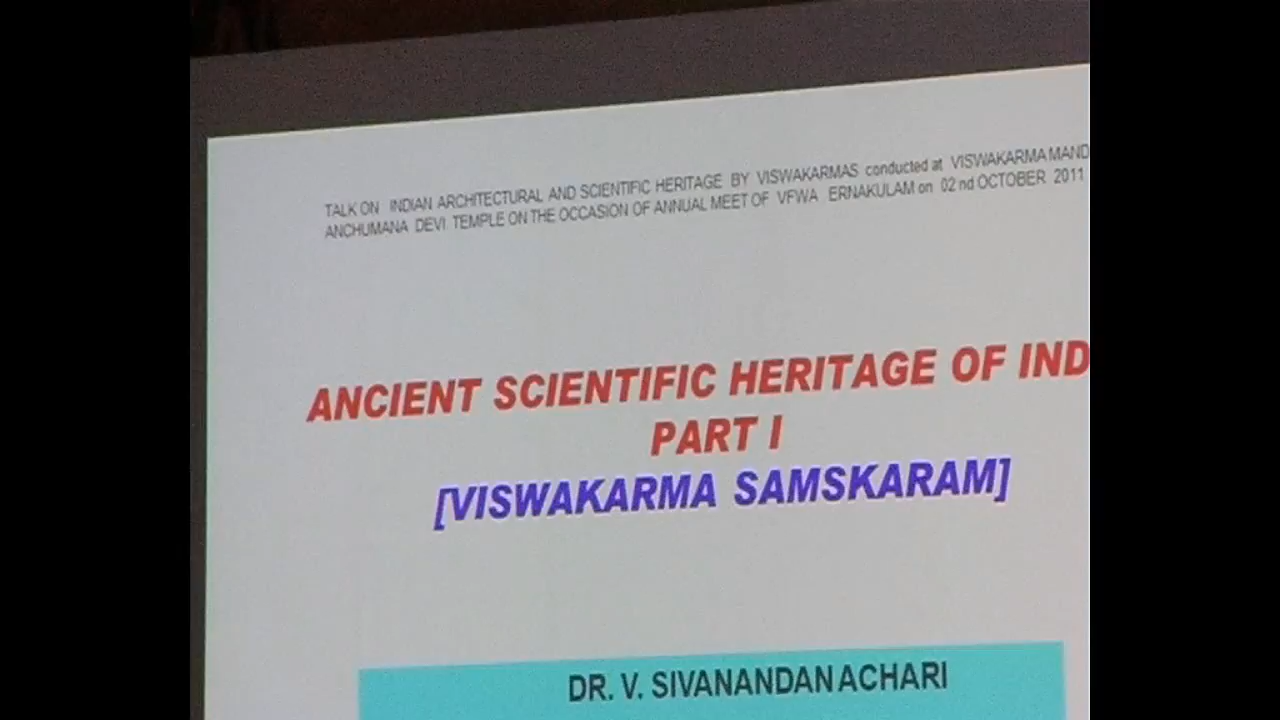 TALK ON INDIAN ARCHITECTURAL AND SCIENTIFIC HERITAGE BY VISWAKARMAS conducted at VISWAKARMA MAND
ANCHUMANA DEVI TEMPLE ON THE OCCASION OF ANNUAL MEET OF VFWA ERNAKULAM on 02 nd OCTOBER 2011
ANCIENT SCIENTIFIC HERITAGE OF IND
PART I
[VISWAKARMA SAMSKARAM]
DR. V. SIVANANDAN ACHARI